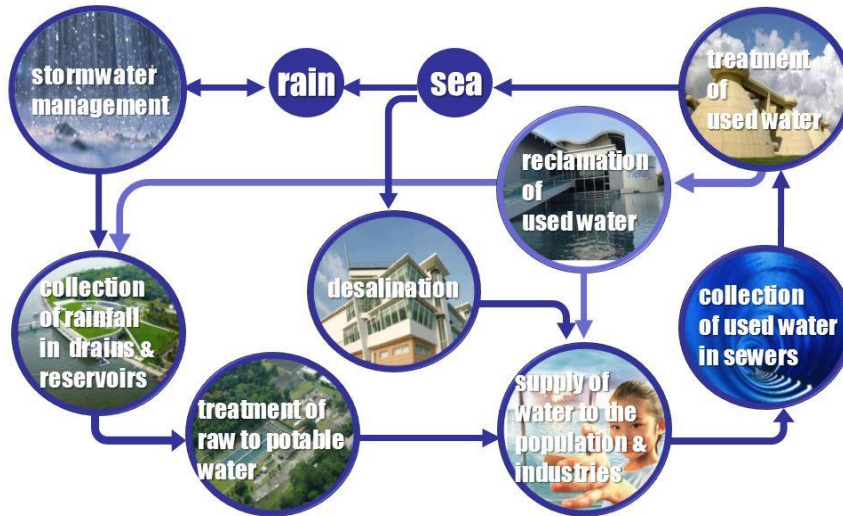 stormwater
management
rain
sea
treatment
of
used water
reclamation
of
used water
collection
of rainfall
in drains &
reservoirs
desalination
collection
of used water
in sewers
treatment of
raw to potable
water
supply of
water to the
population &
industries